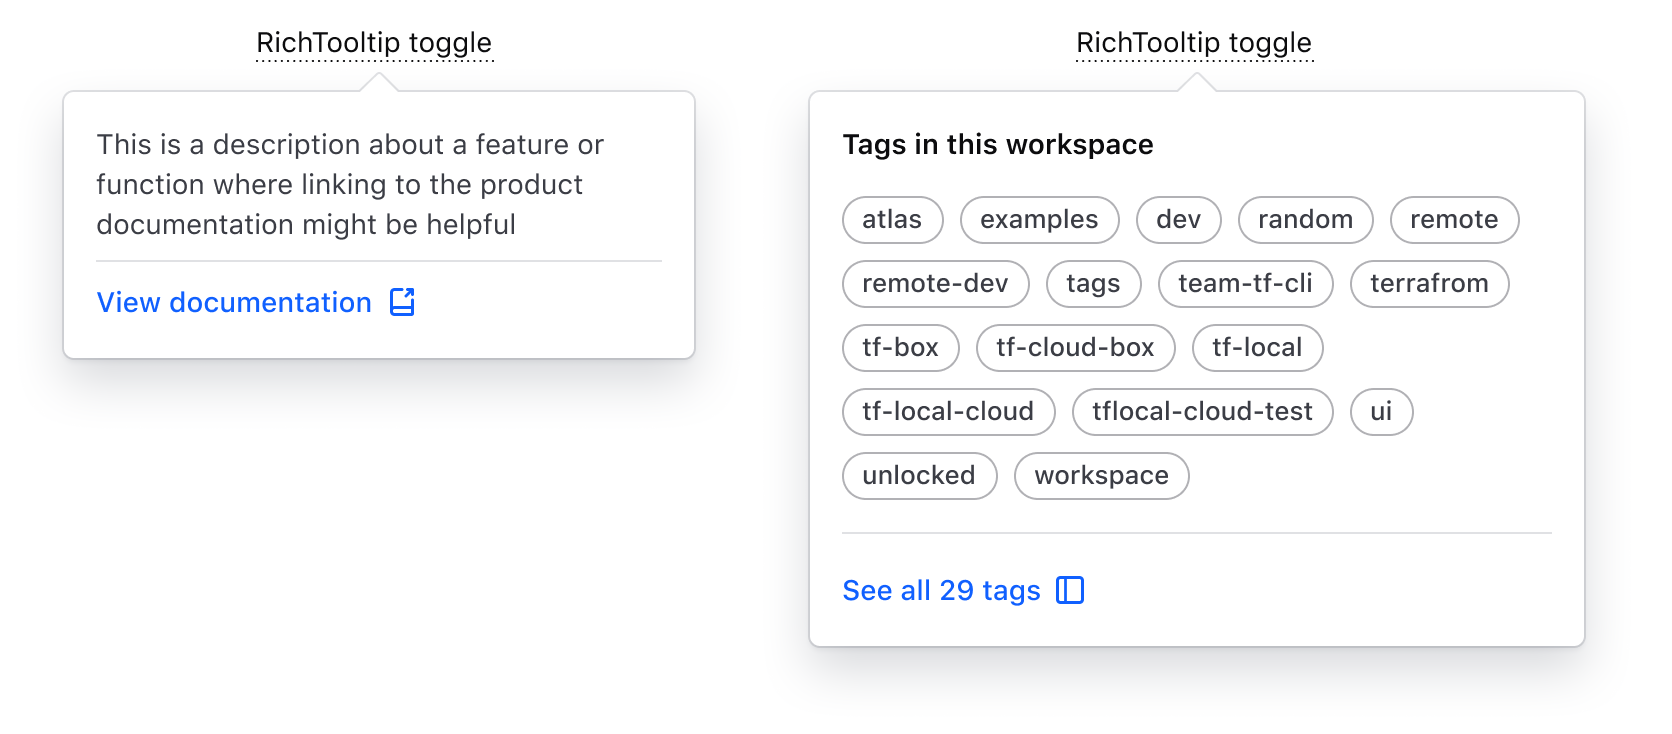 RichTooltip toggle
This is a description about a feature or
function where linking to the product
documentation might be helpful
View documentation
RichTooltip toggle
Tags in this workspace
atlas examples dev random remote
remote-dev tags team-tf-cli terrafrom
tf-box tf-cloud-box tf-local
tf-local-cloud tflocal-cloud-test ui
unlocked workspace
See all 29 tags